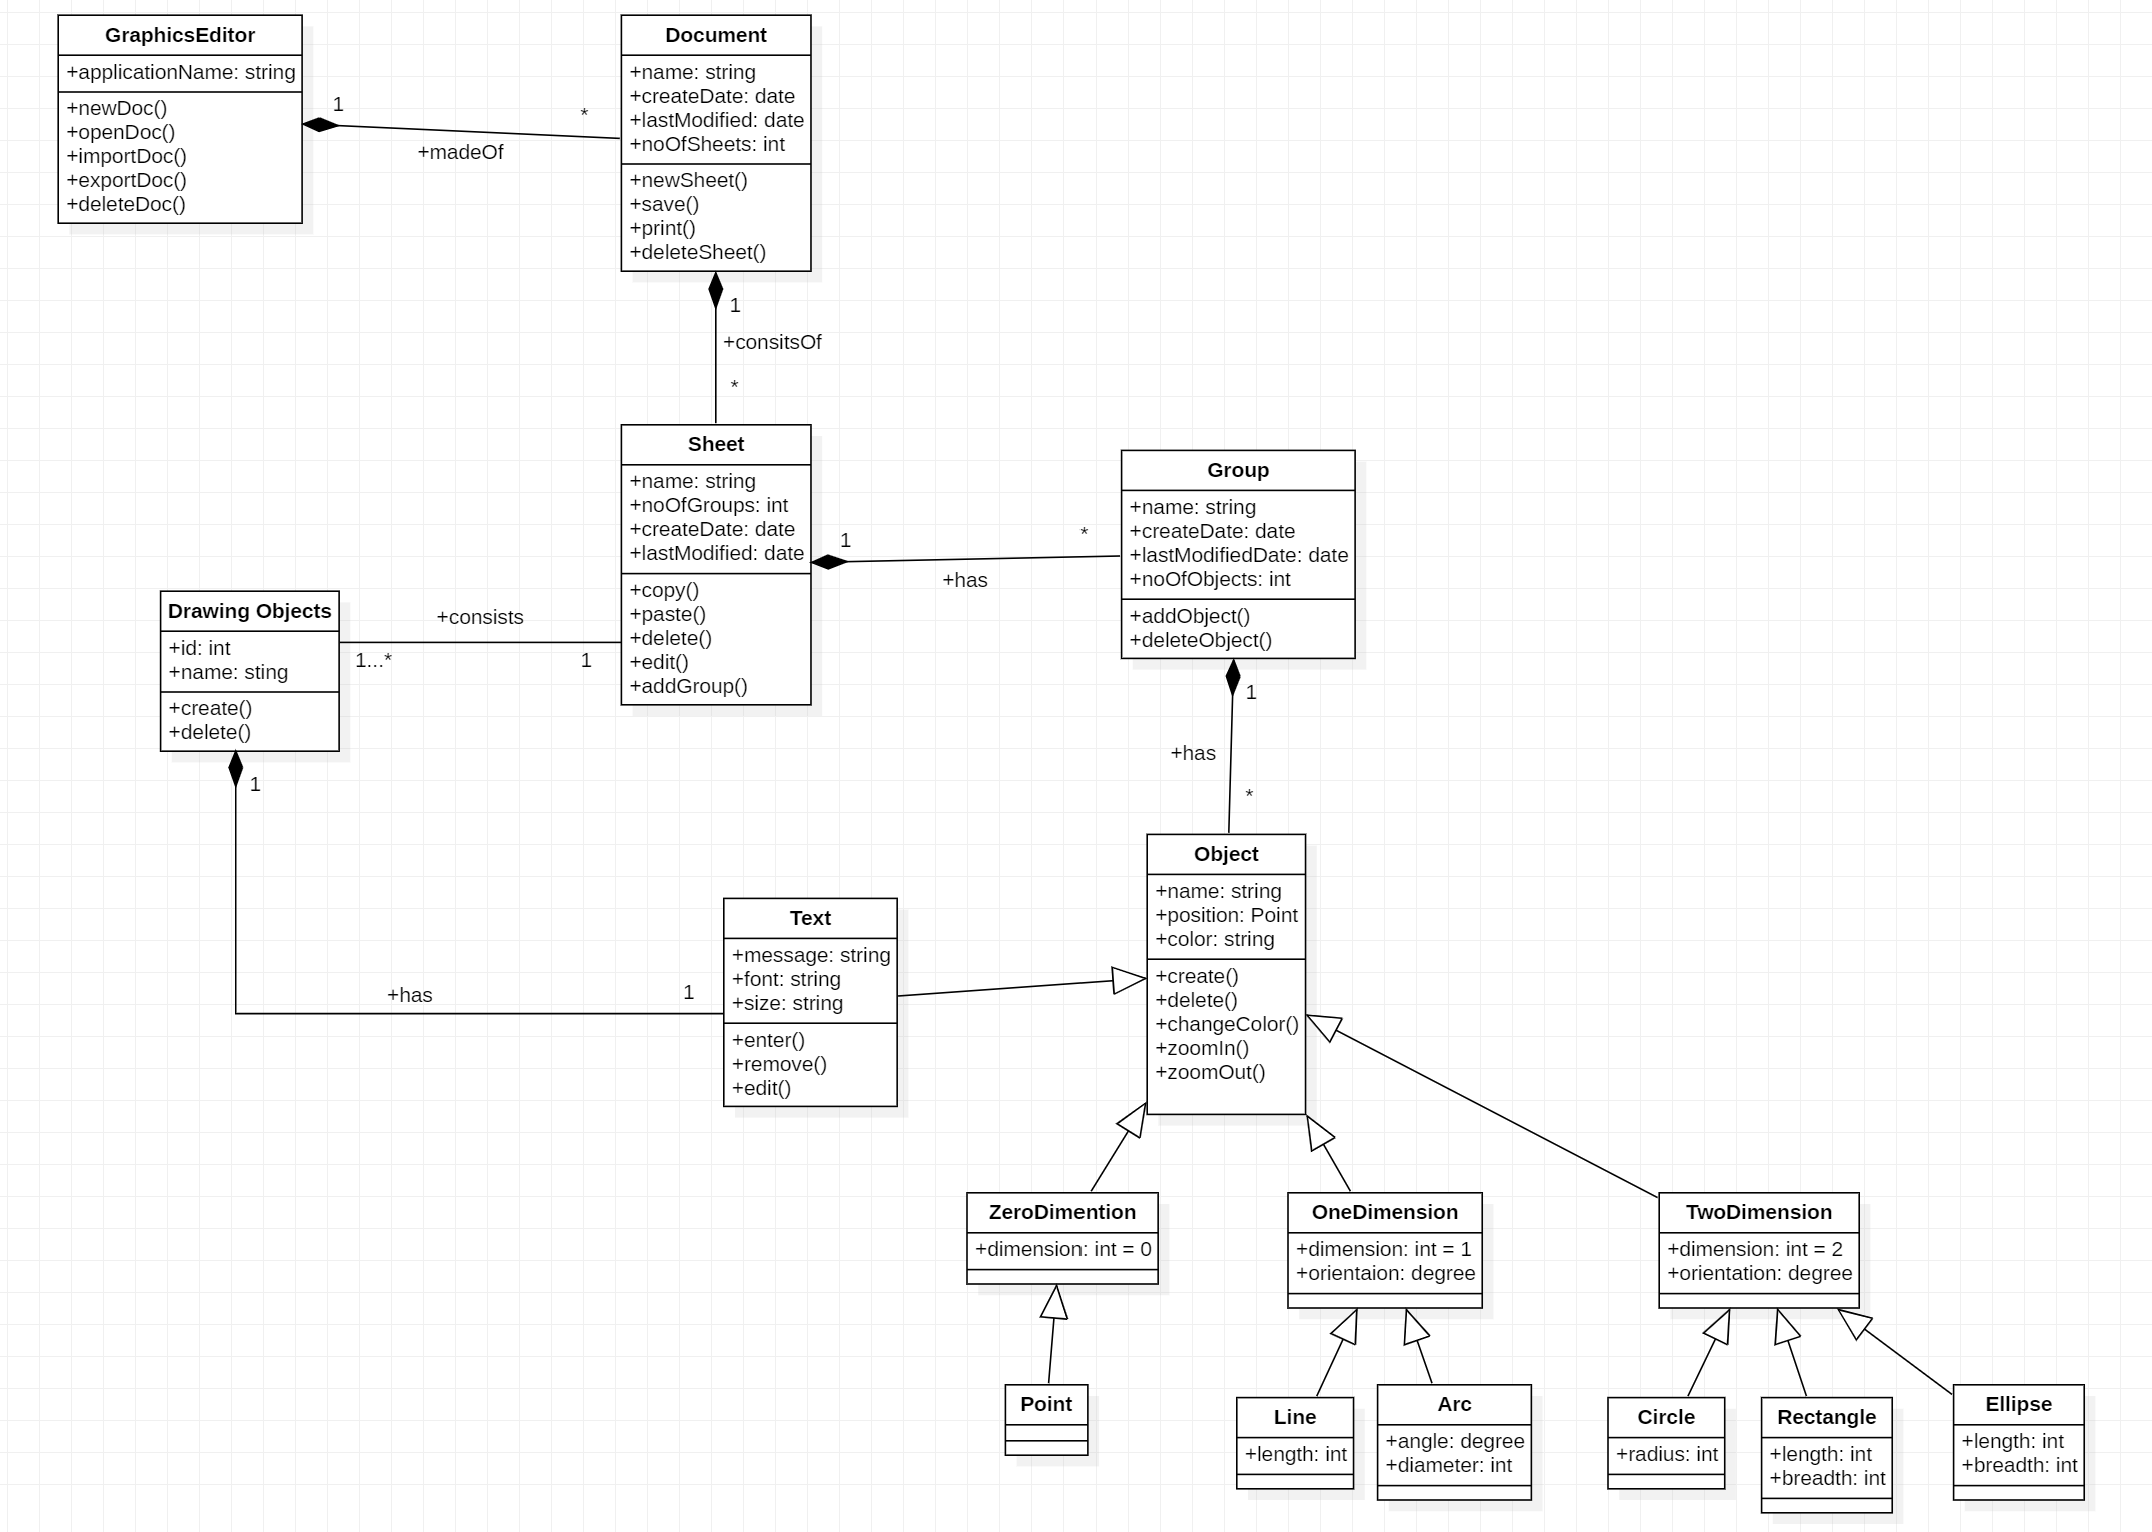 GraphicsEditor
+applicationName: string
+newDoc()
+openDoc()
+importDoc()
+exportDoc()
+deleteDoc()
1
*
+madeOf
Document
+name: string
+createDate: date
+lastModified: date
+noOfSheets: int
+newSheet()
+save()
+print()
+deleteSheet()
1
+consitsOf
*
Sheet
+name: string
+noOfGroups: int
+createDate: date
+lastModified: date
+copy()
+paste()
+delete()
+edit()
+addGroup()
1
*
+has
Group
+name: string
+createDate: date
+lastModifiedDate: date
+noOfObjects: int
+addObject()
+deleteObject()
Drawing Objects
+id: int
+name: sting
+create()
+delete()
+consists
1...*
1
1
+has
1
1
+has
*
Text
+message: string
+font: string
+size: string
+enter()
+remove()
+edit()
Object
+name: string
+position: Point
+color: string
+create()
+delete()
+changeColor()
+zoomIn()
+zoomOut()
ZeroDimention
+dimension: int = 0
OneDimension
+dimension: int = 1
+orientaion: degree
TwoDimension
+dimension: int = 2
+orientation: degree
Point
Line
+length: int
Arc
+angle: degree
+diameter: int
Circle
+radius: int
Rectangle
+length: int
+breadth: int
Ellipse
+length: int
+breadth: int